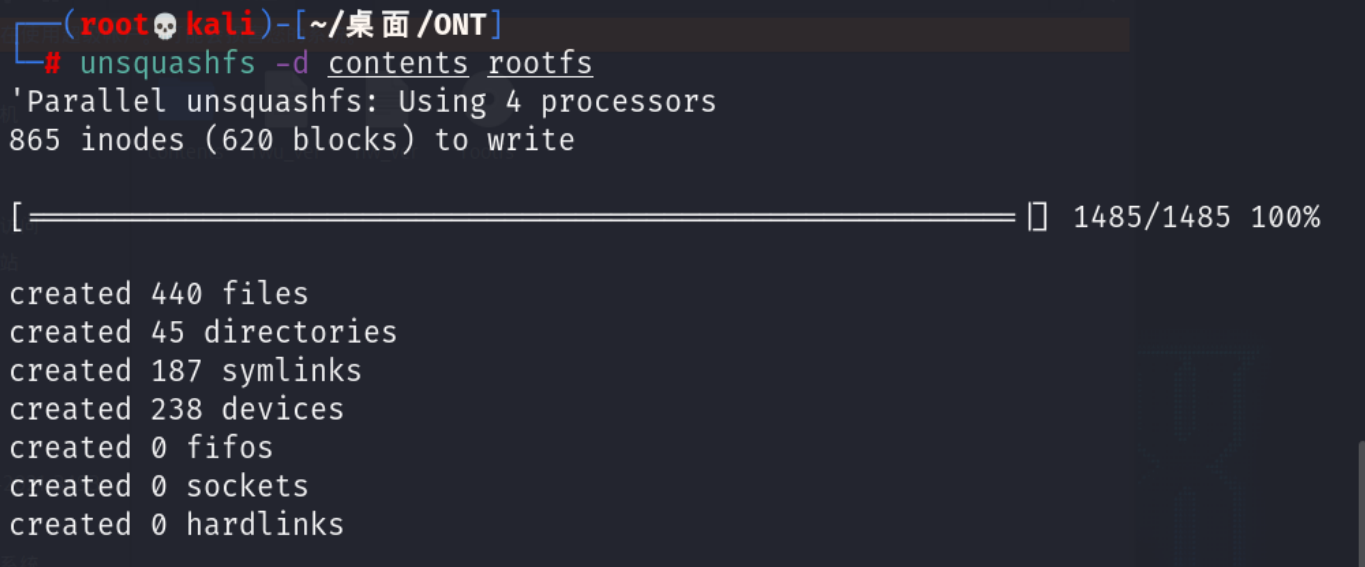 ┌──(root💀kali)-[~/桌面/ONT]
└─# unsquashfs -d contents rootfs
'Parallel unsquashfs: Using 4 processors
865 inodes (620 blocks) to write

[=======================================================|] 1485/1485 100%

created 440 files
created 45 directories
created 187 symlinks
created 238 devices
created 0 fifos
created 0 sockets
created 0 hardlinks